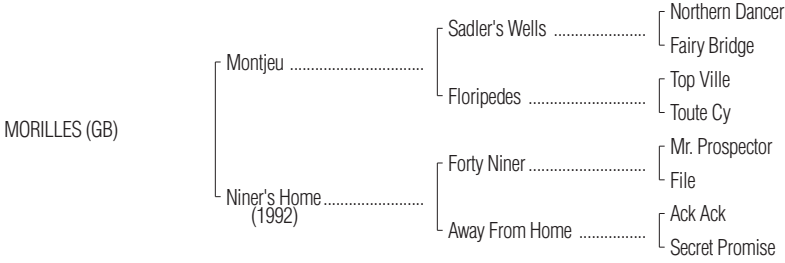 Northern Dancer
Sadler's Wells ......................
Fairy Bridge
Montjeu ................................
Top Ville
Floripedes ............................
Toute Cy
MORILLES (GB)
Mr. Prospector
Forty Niner ............................
File
Niner's Home ........................
(1992)
Ack Ack
Away From Home ................
Secret Promise